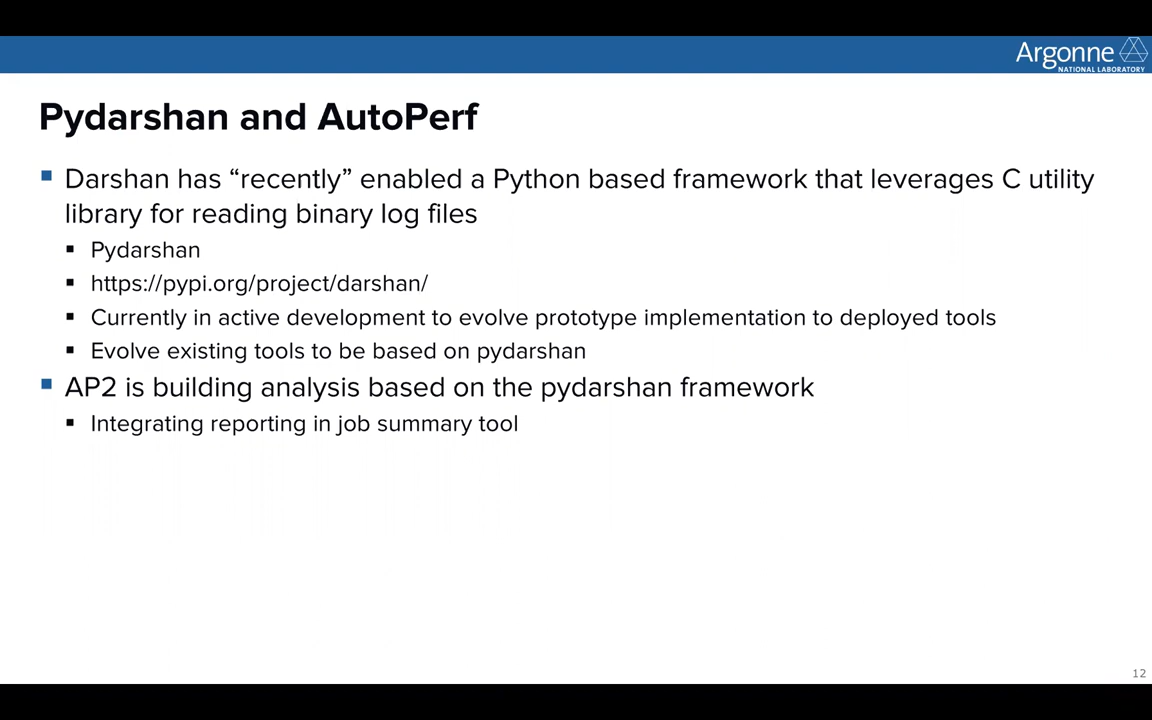 Argonne
NATIONAL LABORATORY
Pydarshan and AutoPerf
Darshan has “recently” enabled a Python based framework that leverages C utility
library for reading binary log files
Pydarshan
https://pypi.org/project/darshan/
Currently in active development to evolve prototype implementation to deployed tools
Evolve existing tools to be based on pydarshan
AP2 is building analysis based on the pydarshan framework
Integrating reporting in job summary tool
12